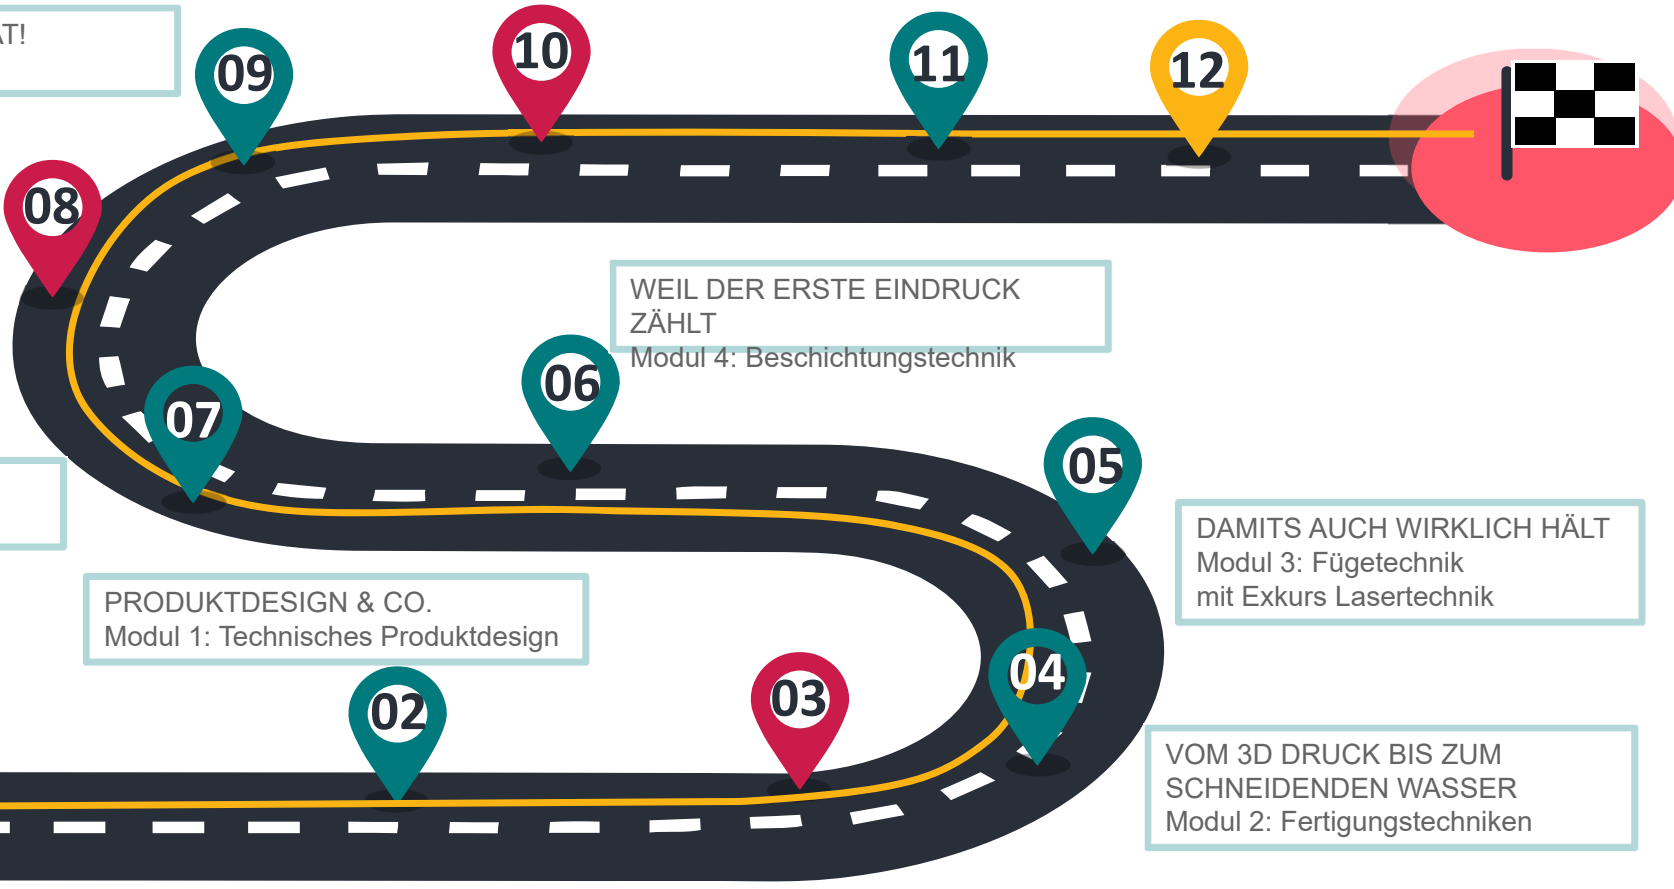 ÄT!
09
10
11
12
08
WEIL DER ERSTE EINDRUCK
ZÄHLT
Modul 4: Beschichtungstechnik
06
07
05
DAMITS AUCH WIRKLICH HÄLT
Modul 3: Fügetechnik
mit Exkurs Lasertechnik
PRODUKTDESIGN & CO.
Modul 1: Technisches Produktdesign
04
02
03
VOM 3D DRUCK BIS ZUM
SCHNEIDENDEN WASSER
Modul 2: Fertigungstechniken